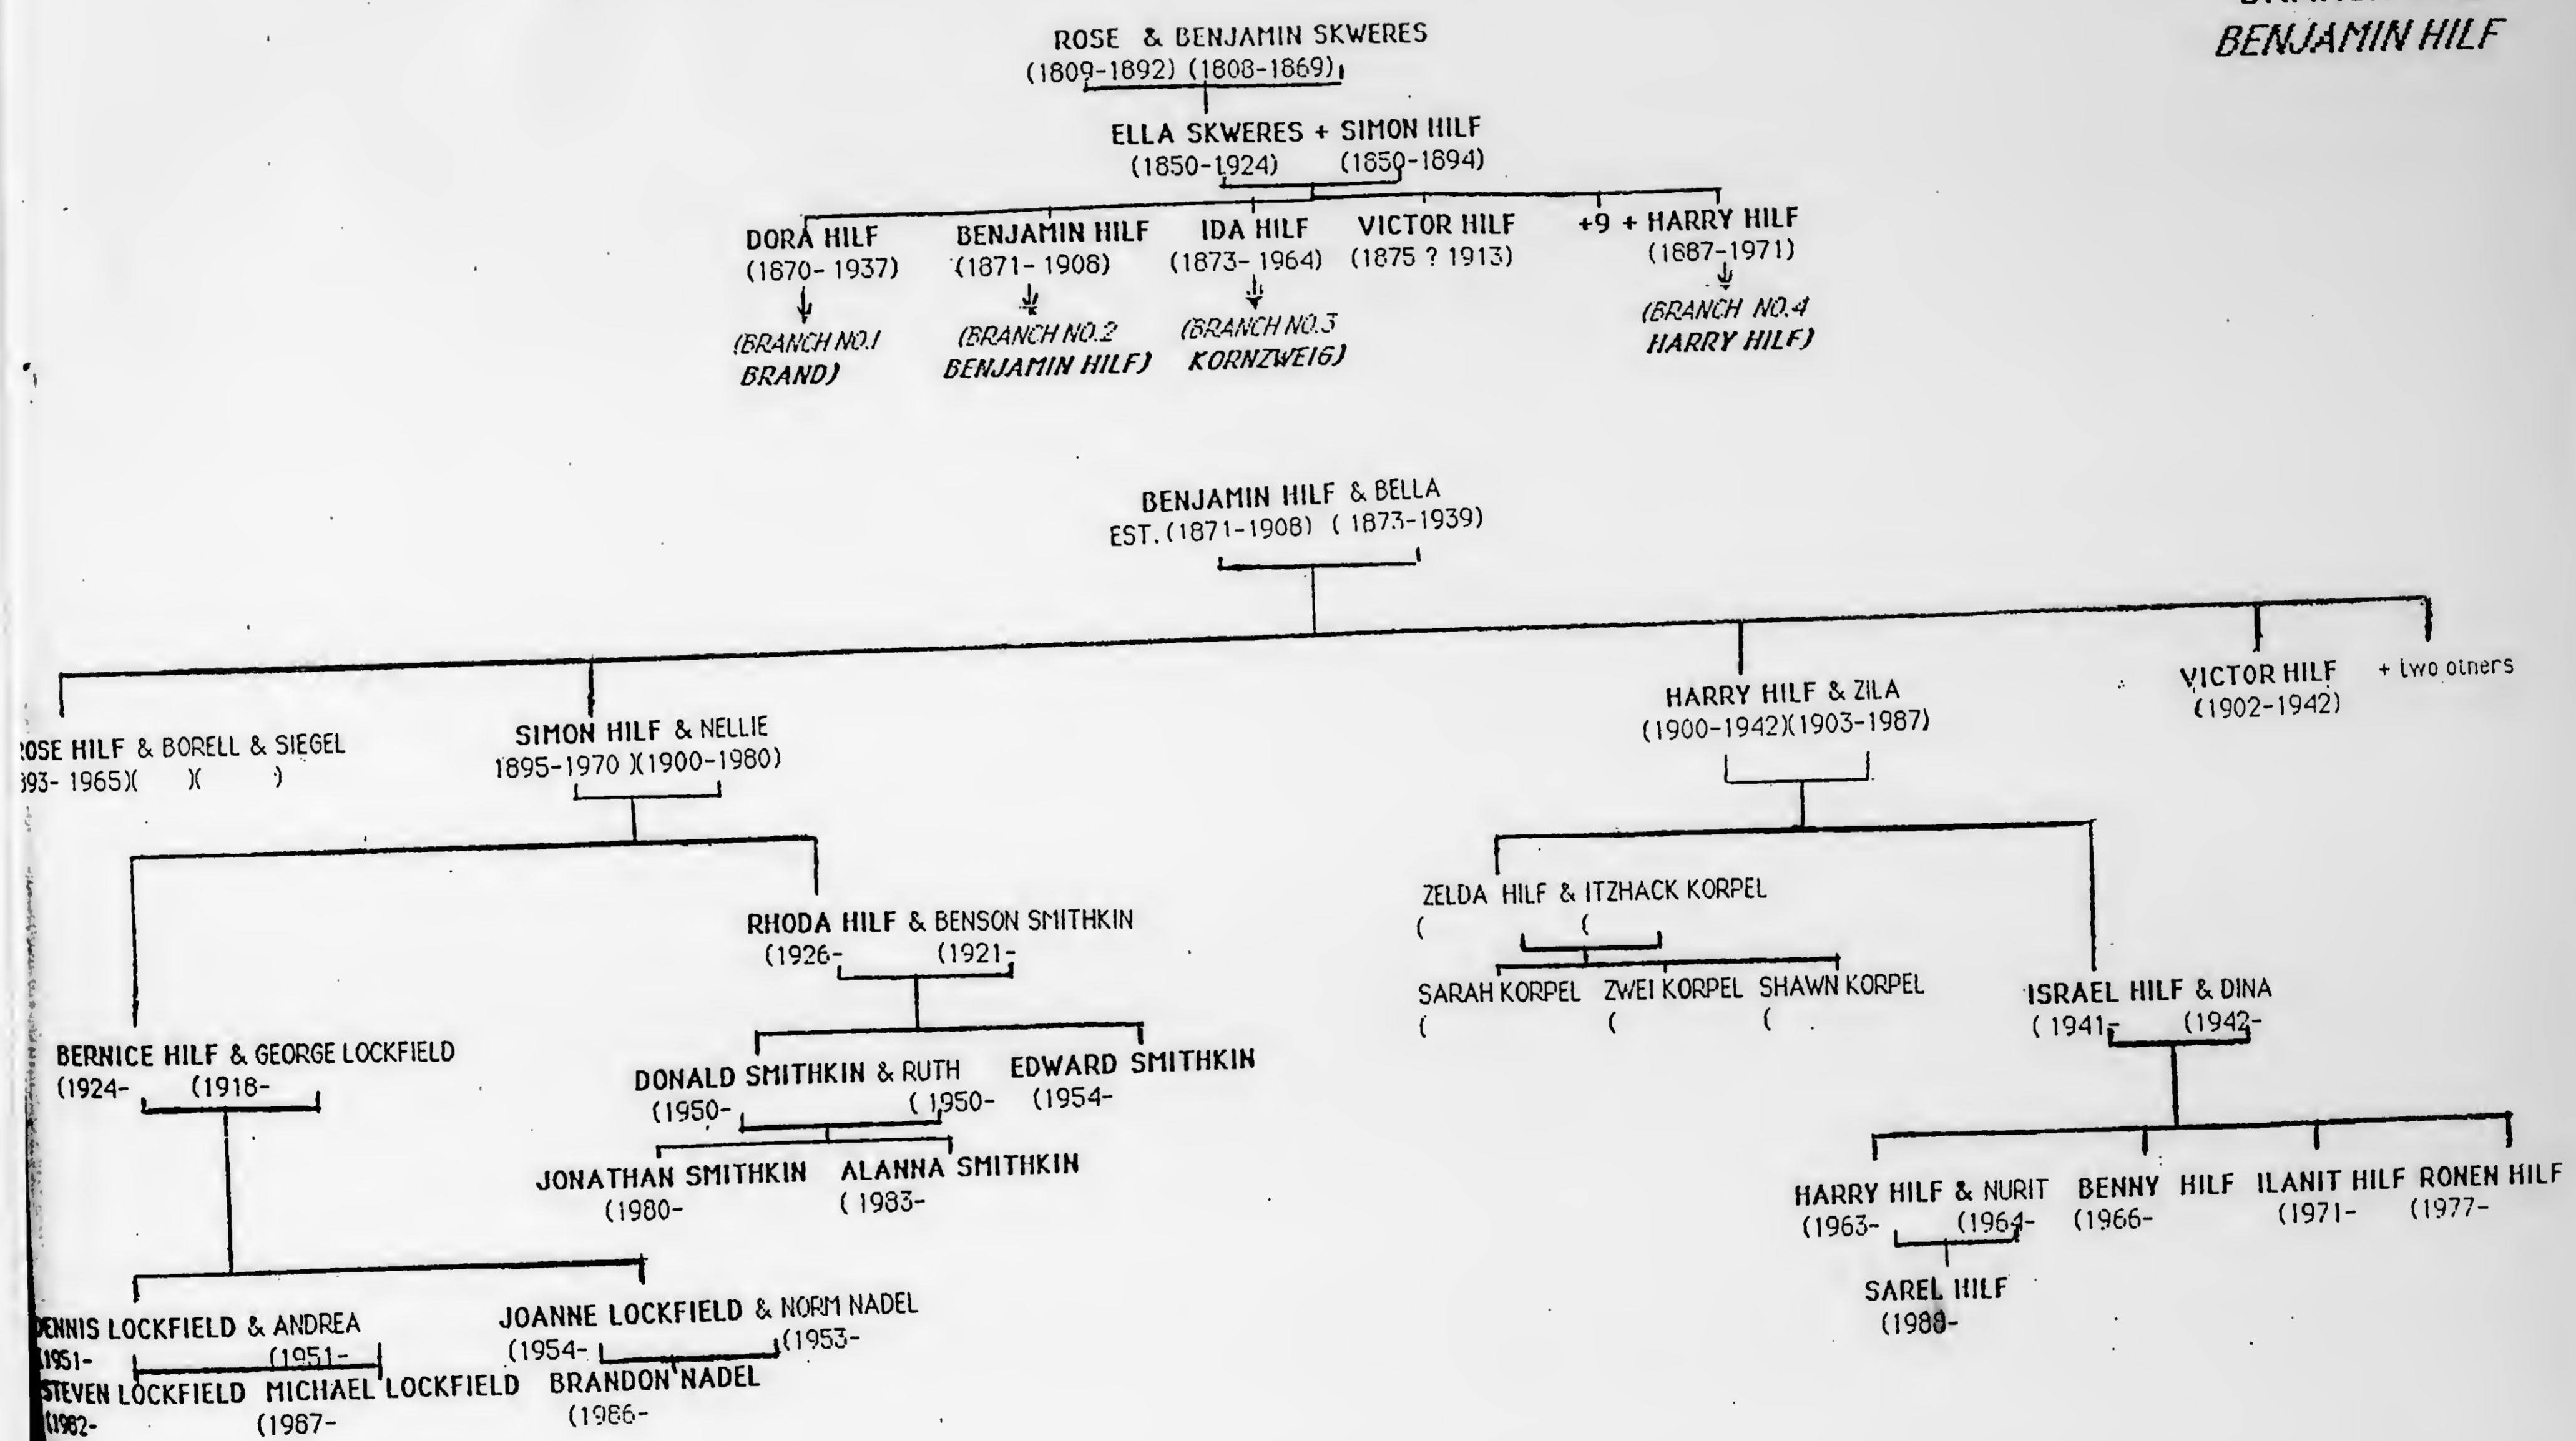 BENJAMIN HILF
ROSE & BENJAMIN SKWERES
(1809-1892) (1808-1869)
ELLA SKWERES + SIMON HILF
(1850-1924) (1850-1894)
DORA HILF BENJAMIN HILF IDA HILF VICTOR HILF +9 + HARRY HILF
(1870-1937) (1871-1908) (1873-1964) (1875 ? 1913) (1887-1971)
(BRANCH NO.1 (BRANCH NO.2 (BRANCH NO.3 (BRANCH NO.4
BRAND) BENJAMIN HILF) KORNZWEIG) HARRY HILF)
BENJAMIN HILF & BELLA
EST. (1871-1908) ( 1873-1939)
OSE HILF & BORELL & SIEGEL SIMON HILF & NELLIE HARRY HILF & ZILA VICTOR HILF + two others
93- 1965)( )( ) 1895-1970 )(1900-1980) (1900-1942)(1903-1987) (1902-1942)
RHODA HILF & BENSON SMITHKIN ZELDA HILF & ITZHACK KORPEL
(1926- (1921- ( (
SARAH KORPEL ZWEI KORPEL SHAWN KORPEL ISRAEL HILF & DINA
( ( ( ( 1941- (1942-
BERNICE HILF & GEORGE LOCKFIELD DONALD SMITHKIN & RUTH EDWARD SMITHKIN
(1924- (1918- (1950- ( 1950- (1954-
JONATHAN SMITHKIN ALANNA SMITHKIN HARRY HILF & NURIT BENNY HILF ILANIT HILF RONEN HILF
(1980- ( 1983- (1963- (1964- (1966- (1971- (1977-
SAREL HILF
(1988-
DENNIS LOCKFIELD & ANDREA JOANNE LOCKFIELD & NORM NADEL
(1951- (1951- (1954- (1953-
STEVEN LOCKFIELD MICHAEL LOCKFIELD BRANDON NADEL
(1982- (1987- (1986-